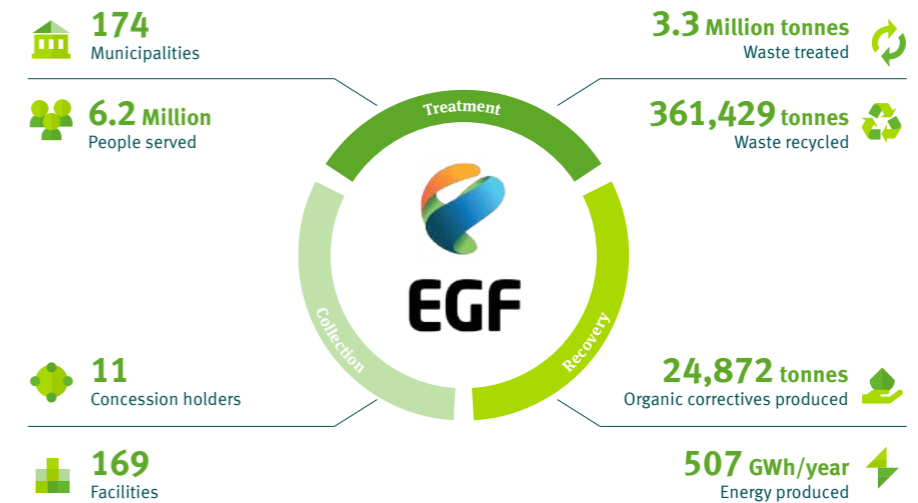 174
Municipalities
6.2 Million
People served
11
Concession holders
169
Facilities
Treatment
Collection
Recovery
EGF
3.3 Million tonnes
Waste treated
361,429 tonnes
Waste recycled
24,872 tonnes
Organic correctives produced
507 GWh/year
Energy produced